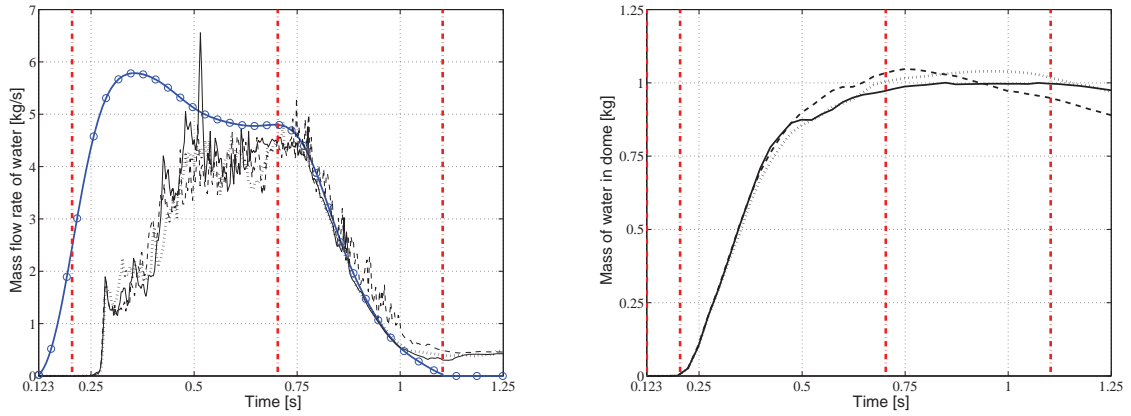 Mass flow rate of water [kg/s]
7
6
5
4
3
2
1
0
0.123 0.25 0.5 0.75 1 1.25
Time [s]
Mass of water in dome [kg]
1.25
1
0.75
0.5
0.25
0
0.123 0.25 0.5 0.75 1 1.25
Time [s]